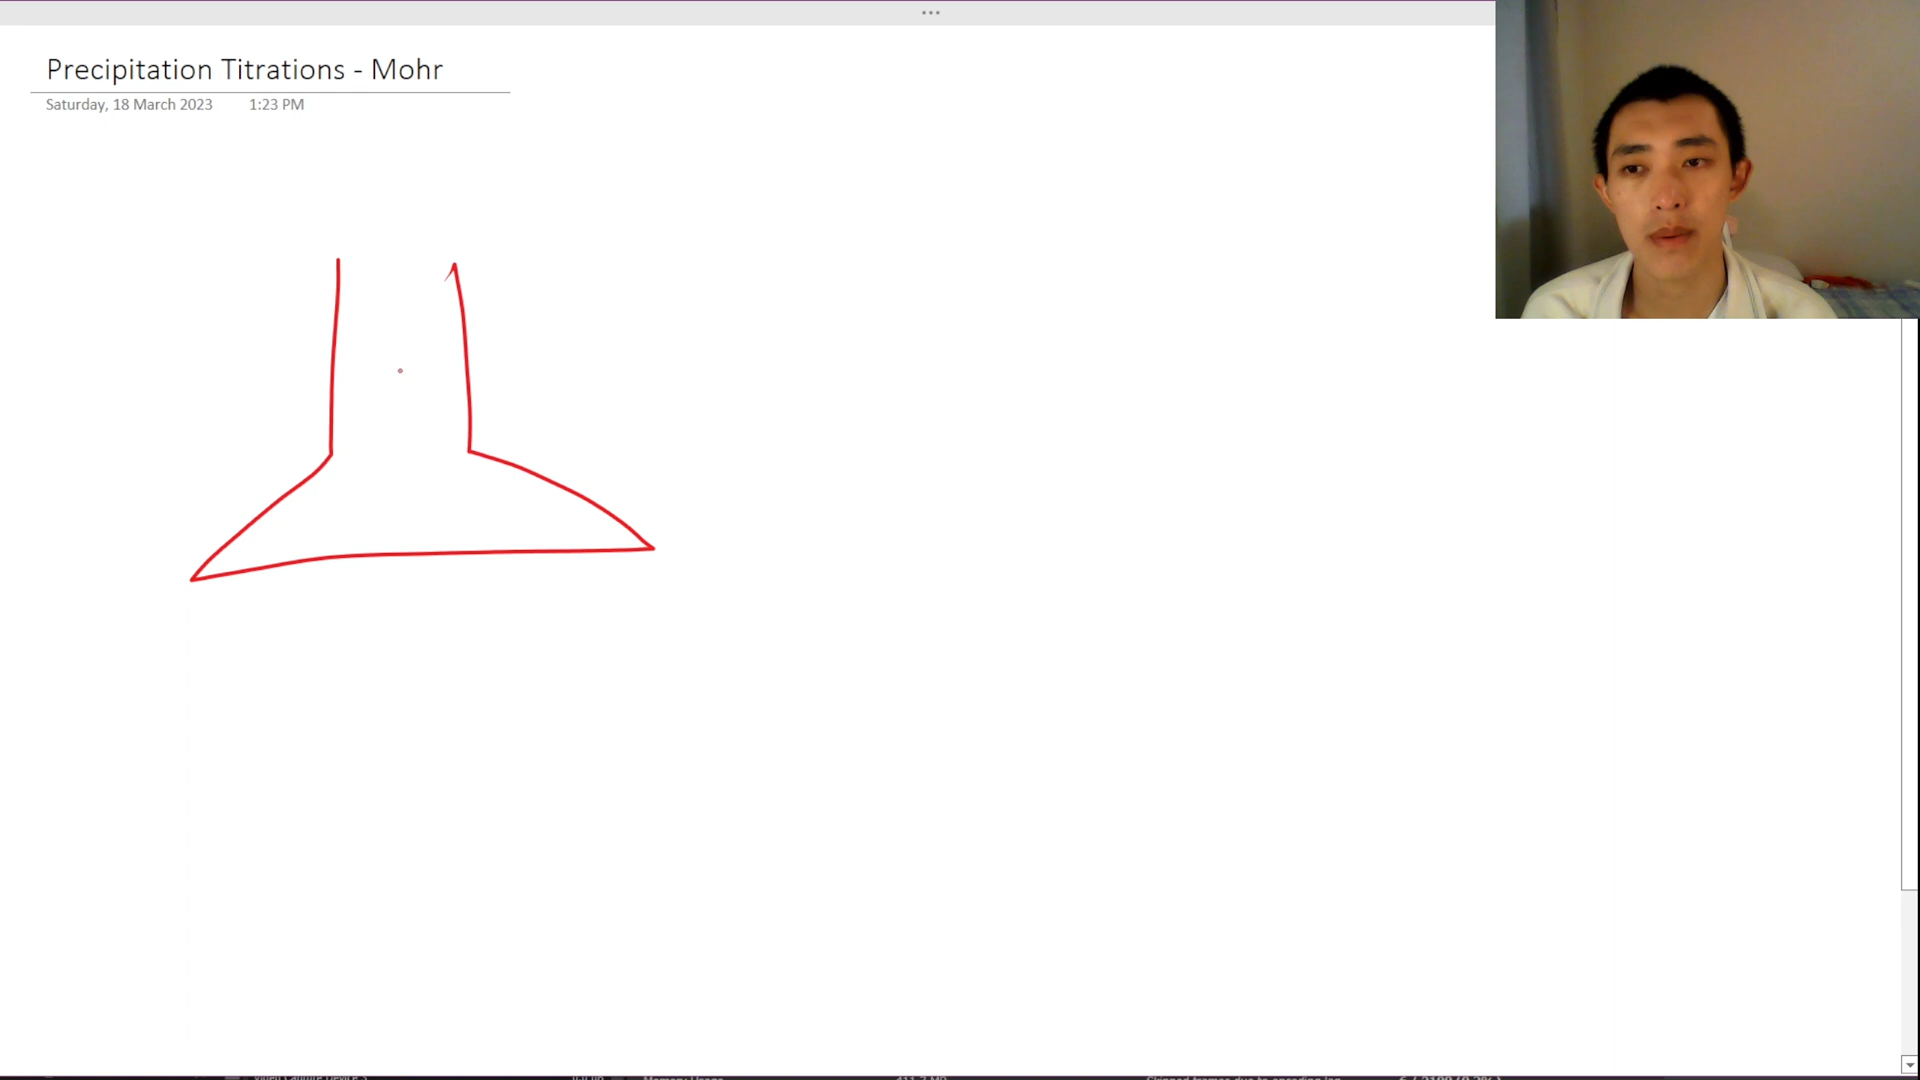 Precipitation Titrations - Mohr
Saturday, 18 March 2023 1:23 PM